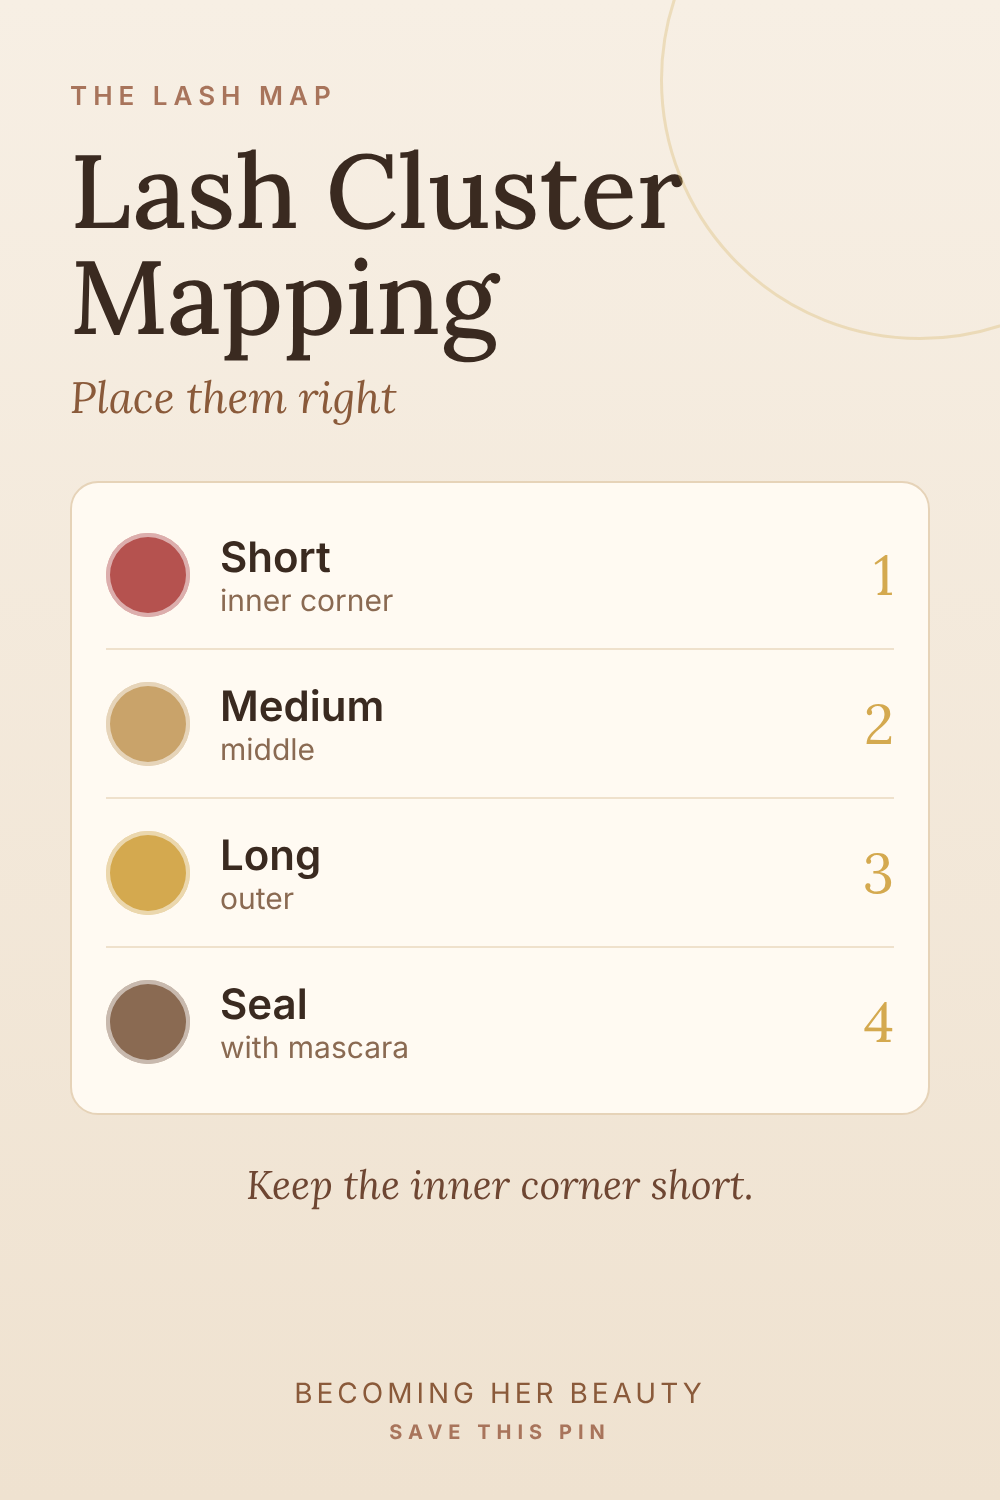 THE LASH MAP
Lash Cluster
Mapping
Place them right
Short
inner corner
1
Medium
middle
2
Long
outer
3
Seal
with mascara
4
Keep the inner corner short.
BECOMING HER BEAUTY
SAVE THIS PIN